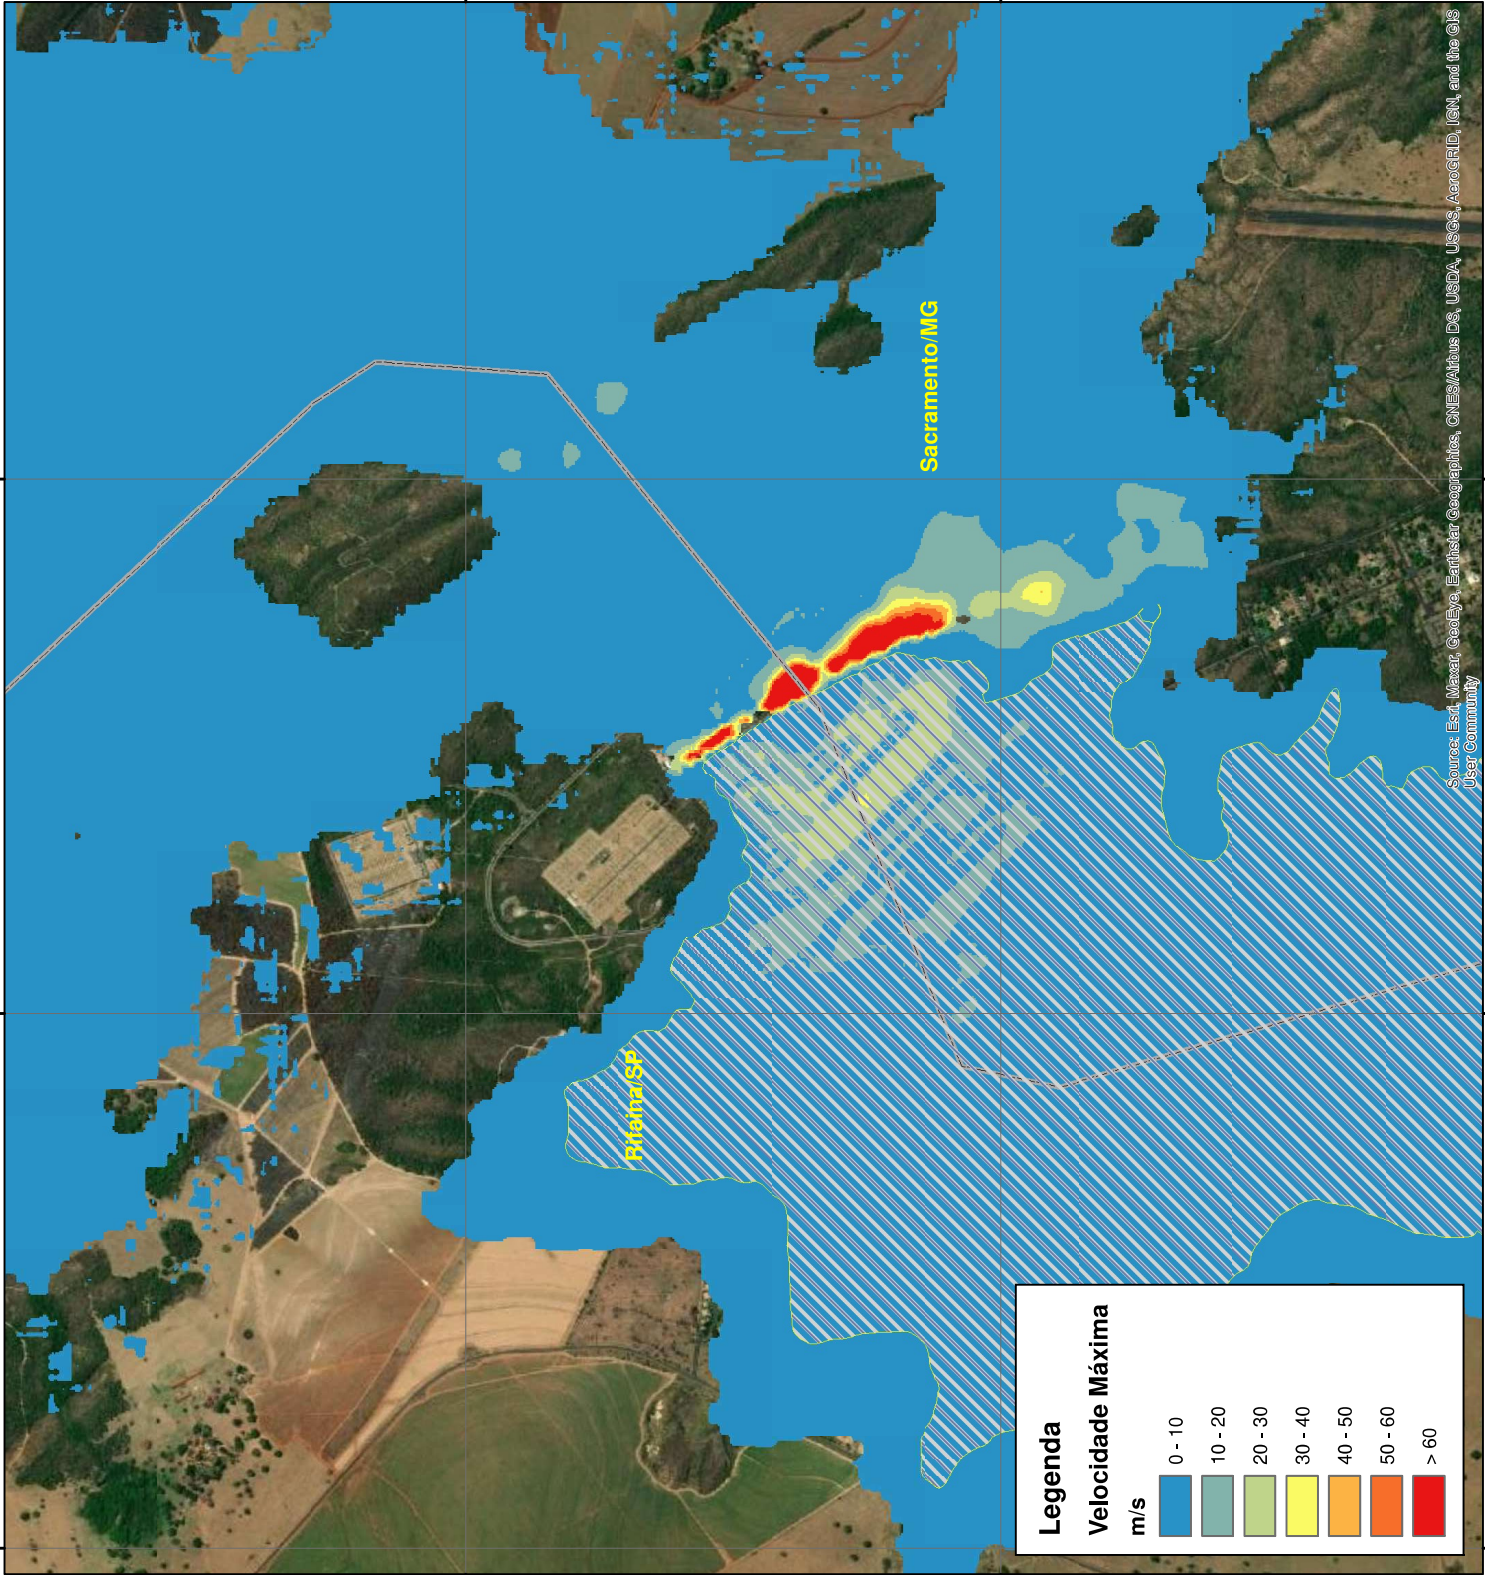 Sacramento/MG
Rifaina/SP
Legenda
Velocidade Máxima
m/s
0 - 10
10 - 20
20 - 30
30 - 40
40 - 50
50 - 60
> 60
Source: Esri, Maxar, GeoEye, Earthstar Geographics, CNES/Airbus DS, USDA, USGS, AeroGRID, IGN, and the GIS
User Community